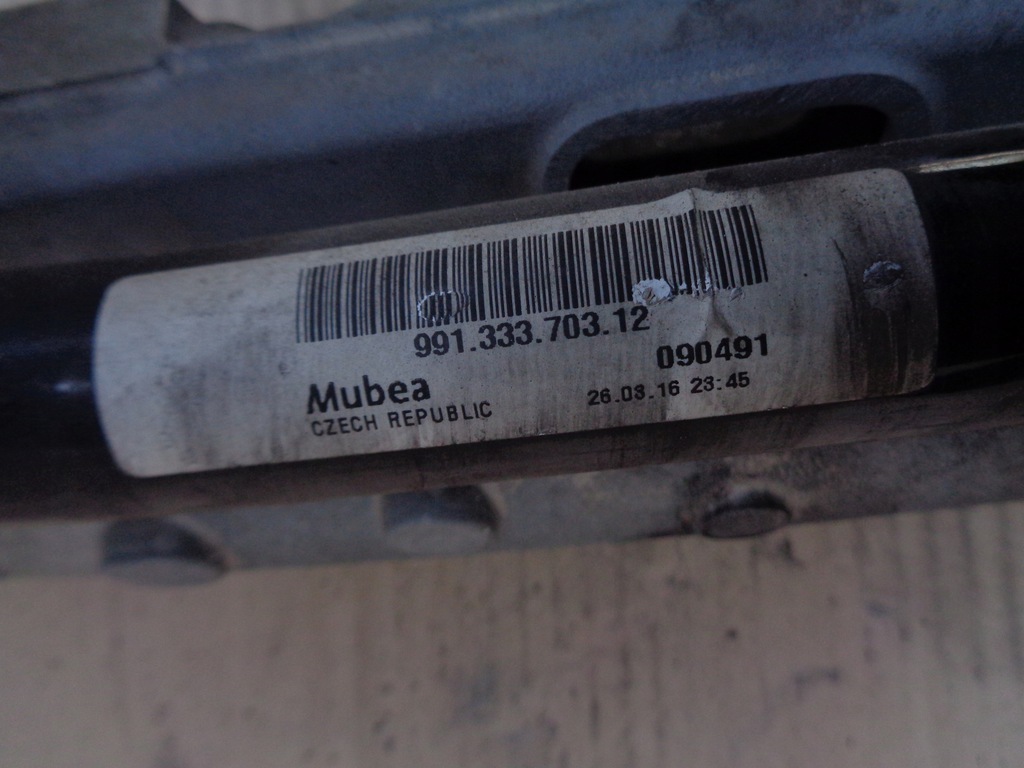 991.333.703.12
090491
Mubea
CZECH REPUBLIC
26.03.16 23:45